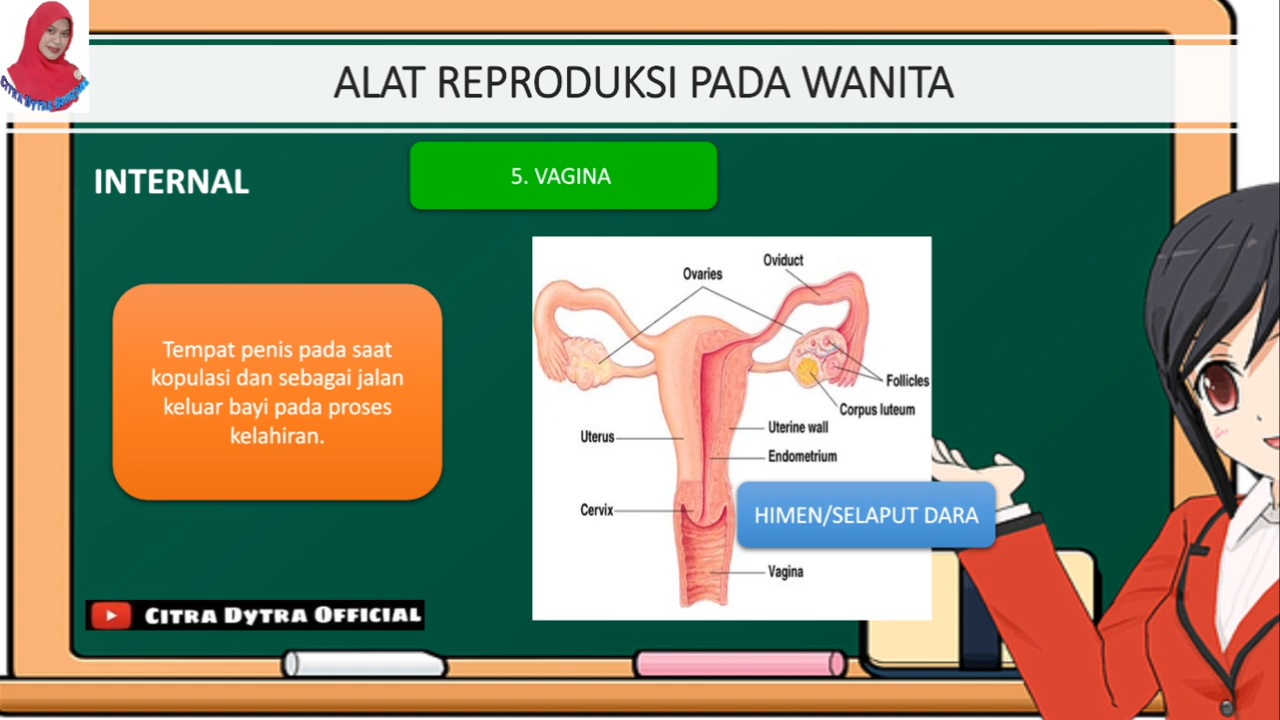 ALAT REPRODUKSI PADA WANITA
INTERNAL
5. VAGINA
Tempat penis pada saat
kopulasi dan sebagai jalan
keluar bayi pada proses
kelahiran.
Oviduct
Ovaries
Follicles
Corpus luteum
Uterus
Uterine wall
Endometrium
Cervix
HIMEN/SELAPUT DARA
Vagina
Citra Dytra Official